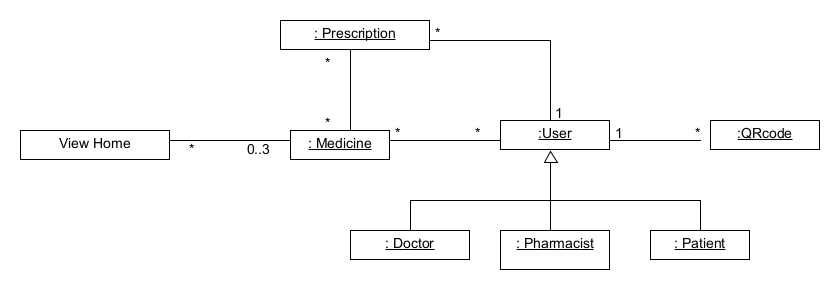 : Prescription
*
*
1
*
View Home
*
0..3
: Medicine
*
*
:User
1
*
:QRcode
: Doctor
: Pharmacist
: Patient